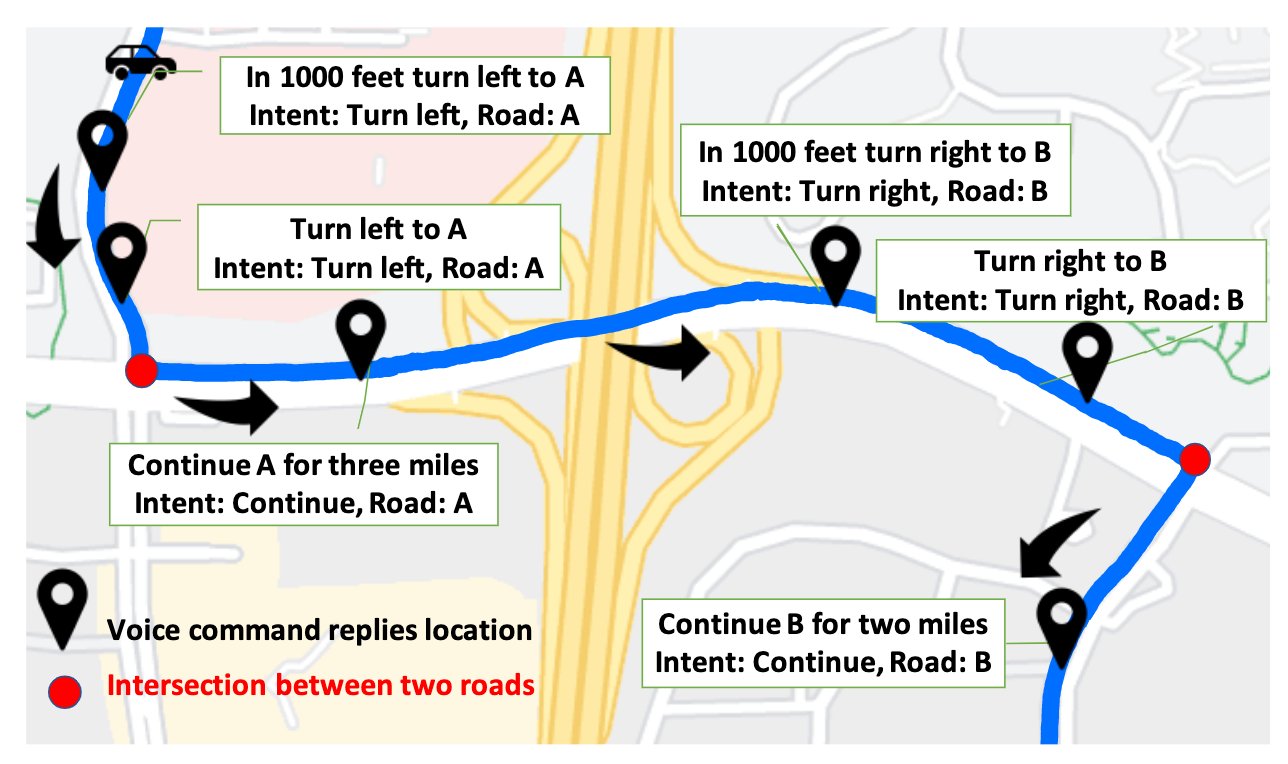 In 1000 feet turn left to A
Intent: Turn left, Road: A
In 1000 feet turn right to B
Intent: Turn right, Road: B
Turn left to A
Intent: Turn left, Road: A
Turn right to B
Intent: Turn right, Road: B
Continue A for three miles
Intent: Continue, Road: A
Continue B for two miles
Intent: Continue, Road: B
Voice command replies location
Intersection between two roads